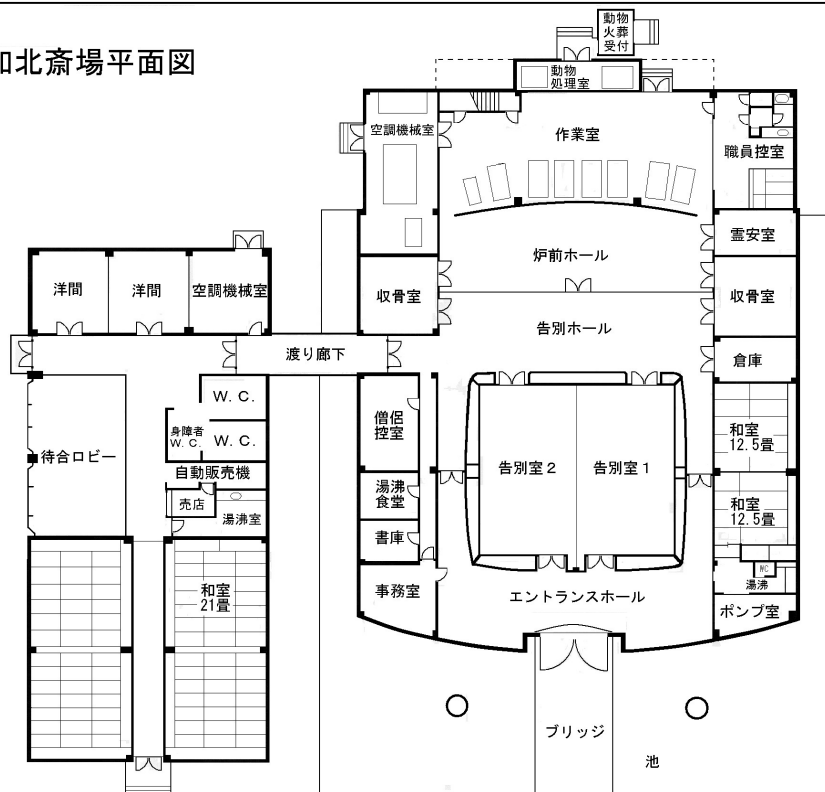 北斎場平面図
動物
火葬
受付
動物
処理室
空調機械室
作業室
職員控室
霊安室
炉前ホール
洋間
洋間
空調機械室
収骨室
収骨室
告別ホール
渡り廊下
倉庫
W.C.
身障者
W.C.
W.C.
僧侶
控室
和室
12.5畳
待合ロビー
自動販売機
告別室2
告別室1
売店
湯沸室
湯沸
食堂
和室
12.5畳
書庫
WC
湯沸
和室
21畳
事務室
エントランスホール
ポンプ室
ブリッジ
池